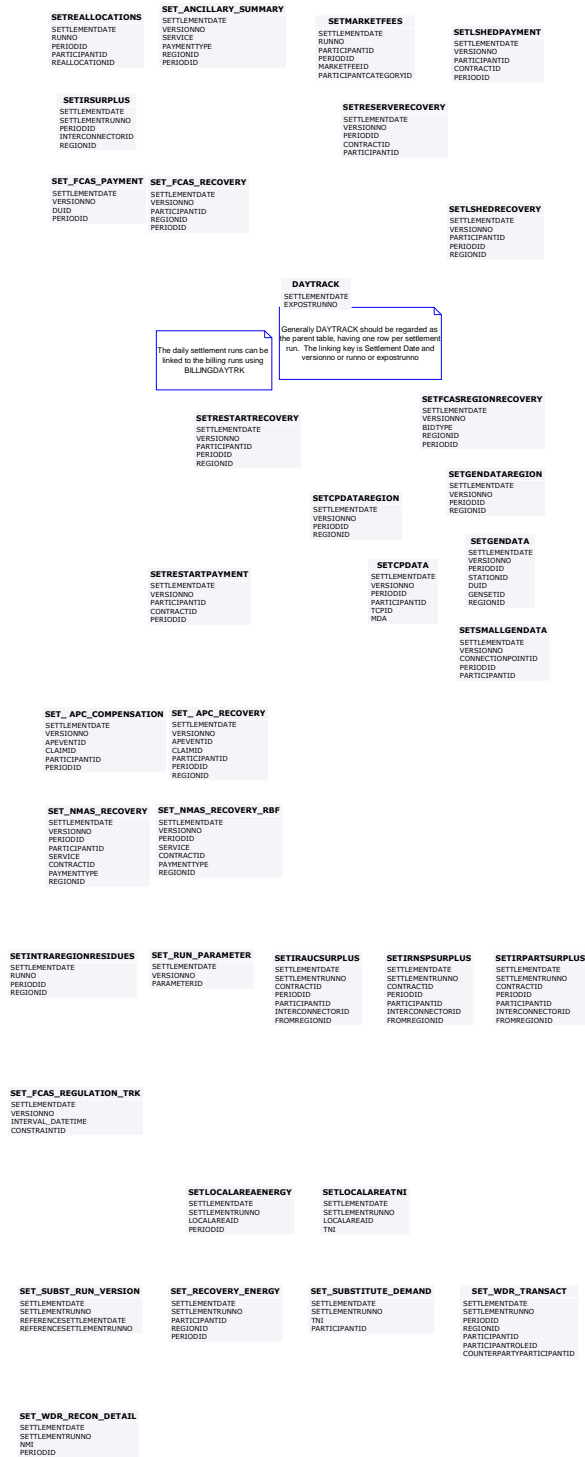 SETREALLOCATIONS
SETTLEMENTDATE
RUNNO
PERIODID
PARTICIPANTID
REALLOCATIONID
SET_ANCILLARY_SUMMARY
SETTLEMENTDATE
VERSIONNO
SERVICE
PAYMENTTYPE
REGIONID
PERIODID
SETMARKETFEES
SETTLEMENTDATE
RUNNO
PARTICIPANTID
PERIODID
MARKETFEEID
PARTICIPANTCATEGORYID
SETLSHEDPAYMENT
SETTLEMENTDATE
VERSIONNO
PARTICIPANTID
CONTRACTID
PERIODID
SETIRSURPLUS
SETTLEMENTDATE
SETTLEMENTRUNNO
PERIODID
INTERCONNECTORID
REGIONID
SETRESERVERECOVERY
SETTLEMENTDATE
VERSIONNO
PERIODID
CONTRACTID
PARTICIPANTID
SET_FCAS_PAYMENT
SETTLEMENTDATE
VERSIONNO
DUID
PERIODID
SET_FCAS_RECOVERY
SETTLEMENTDATE
VERSIONNO
PARTICIPANTID
REGIONID
PERIODID
SETLSHEDRECOVERY
SETTLEMENTDATE
VERSIONNO
PARTICIPANTID
PERIODID
REGIONID
DAYTRACK
SETTLEMENTDATE
EXPOSTRUNNO
Generally DAYTRACK should be regarded as
the parent table, having one row per settlement
run. The linking key is Settlement Date and
versionno or runno or expostrunno
The daily settlement runs can be
linked to the billing runs using
BILLINGDAYTRK
SETRESTARTRECOVERY
SETTLEMENTDATE
VERSIONNO
PARTICIPANTID
PERIODID
REGIONID
SETFCASREGIONRECOVERY
SETTLEMENTDATE
VERSIONNO
BIDTYPE
REGIONID
PERIODID
SETCPDATAREGION
SETTLEMENTDATE
VERSIONNO
PERIODID
REGIONID
SETGENDATAREGION
SETTLEMENTDATE
VERSIONNO
PERIODID
REGIONID
SETGENDATA
SETTLEMENTDATE
VERSIONNO
PERIODID
STATIONID
DUID
GENSETID
REGIONID
SETRESTARTPAYMENT
SETTLEMENTDATE
VERSIONNO
PARTICIPANTID
CONTRACTID
PERIODID
SETCPDATA
SETTLEMENTDATE
VERSIONNO
PERIODID
PARTICIPANTID
TCPID
MDA
SETSMALLGENDATA
SETTLEMENTDATE
VERSIONNO
CONNECTIONPOINTID
PERIODID
PARTICIPANTID
SET_ APC_COMPENSATION
SETTLEMENTDATE
VERSIONNO
APEVENTID
CLAIMID
PARTICIPANTID
PERIODID
SET_ APC_RECOVERY
SETTLEMENTDATE
VERSIONNO
APEVENTID
CLAIMID
PARTICIPANTID
PERIODID
REGIONID
SET_NMAS_RECOVERY
SETTLEMENTDATE
VERSIONNO
PERIODID
PARTICIPANTID
SERVICE
CONTRACTID
PAYMENTTYPE
REGIONID
SET_NMAS_RECOVERY_RBF
SETTLEMENTDATE
VERSIONNO
PERIODID
SERVICE
CONTRACTID
PAYMENTTYPE
REGIONID
SETINTRAREGIONRESIDUES
SETTLEMENTDATE
RUNNO
PERIODID
REGIONID
SET_RUN_PARAMETER
SETTLEMENTDATE
VERSIONNO
PARAMETERID
SETIRAUCSURPLUS
SETTLEMENTDATE
SETTLEMENTRUNNO
CONTRACTID
PERIODID
PARTICIPANTID
INTERCONNECTORID
FROMREGIONID
SETIRNSPSURPLUS
SETTLEMENTDATE
SETTLEMENTRUNNO
CONTRACTID
PERIODID
PARTICIPANTID
INTERCONNECTORID
FROMREGIONID
SETIRPARTSURPLUS
SETTLEMENTDATE
SETTLEMENTRUNNO
CONTRACTID
PERIODID
PARTICIPANTID
INTERCONNECTORID
FROMREGIONID
SET_FCAS_REGULATION_TRK
SETTLEMENTDATE
VERSIONNO
INTERVAL_DATETIME
CONSTRAINTID
SETLOCALAREAENERGY
SETTLEMENTDATE
SETTLEMENTRUNNO
LOCALAREAID
PERIODID
SETLOCALAREATNI
SETTLEMENTDATE
SETTLEMENTRUNNO
LOCALAREAID
TNI
SET_SUBST_RUN_VERSION
SETTLEMENTDATE
SETTLEMENTRUNNO
REFERENCESETTLEMENTDATE
REFERENCESETTLEMENTRUNNO
SET_RECOVERY_ENERGY
SETTLEMENTDATE
SETTLEMENTRUNNO
PARTICIPANTID
REGIONID
PERIODID
SET_SUBSTITUTE_DEMAND
SETTLEMENTDATE
SETTLEMENTRUNNO
TNI
PARTICIPANTID
SET_WDR_TRANSACT
SETTLEMENTDATE
SETTLEMENTRUNNO
PERIODID
REGIONID
PARTICIPANTID
PARTICIPANTROLEID
COUNTERPARTYPARTICIPANTID
SET_WDR_RECON_DETAIL
SETTLEMENTDATE
SETTLEMENTRUNNO
NMI
PERIODID